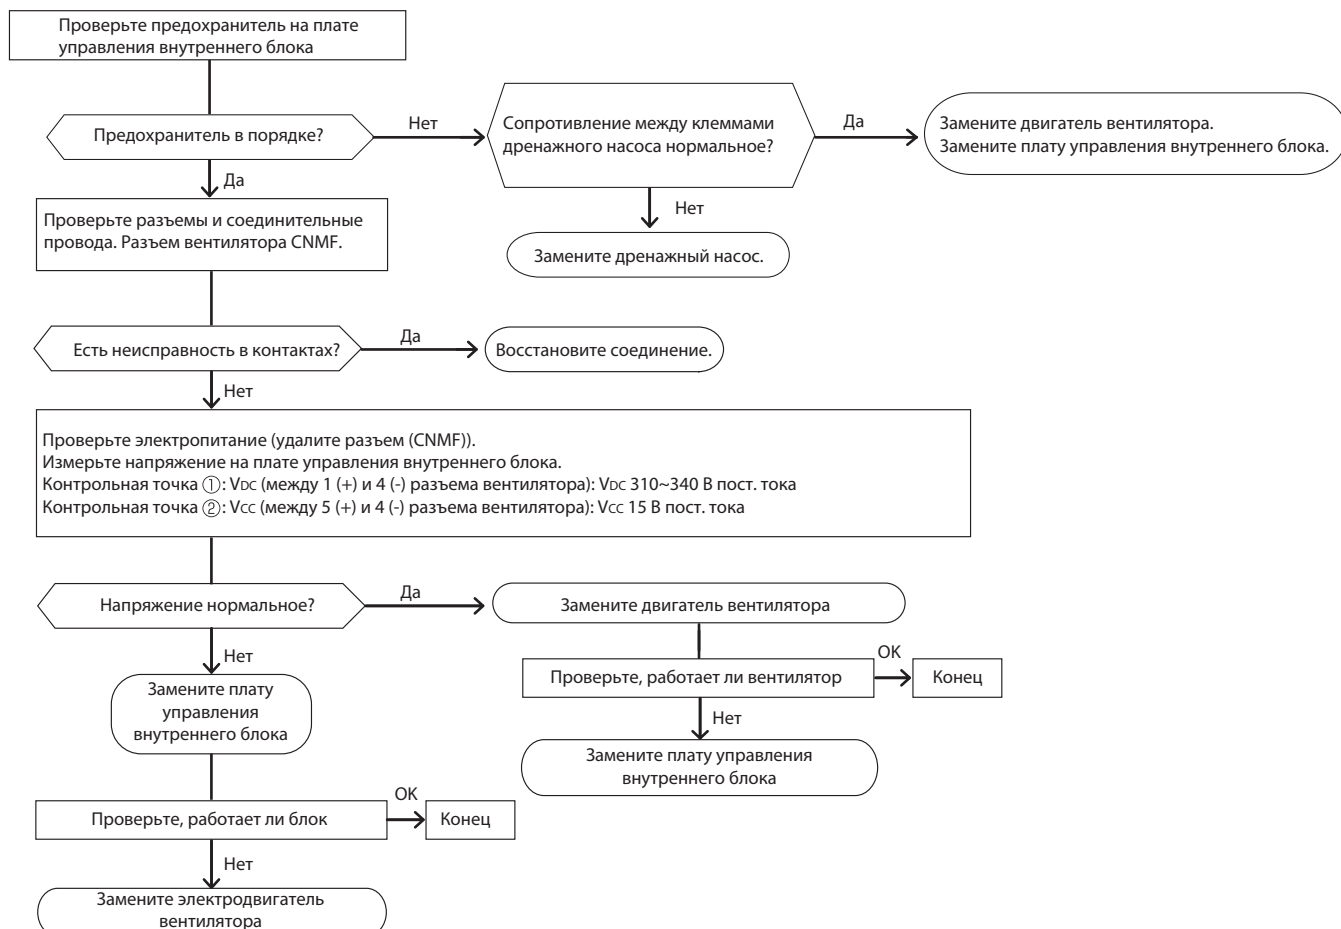 Проверьте предохранитель на плате
управления внутреннего блока
Предохранитель в порядке?
Нет
Сопротивление между клеммами
дренажного насоса нормальное?
Да
Замените двигатель вентилятора.
Замените плату управления внутреннего блока.
Да
Нет
Проверьте разъемы и соединительные
провода. Разъем вентилятора CNMF.
Замените дренажный насос.
Есть неисправность в контактах?
Да
Восстановите соединение.
Нет
Проверьте электропитание (удалите разъем (CNMF)).
Измерьте напряжение на плате управления внутреннего блока.
Контрольная точка ①: VDC (между 1 (+) и 4 (-) разъема вентилятора): VDC 310~340 В пост. тока
Контрольная точка ②: VCC (между 5 (+) и 4 (-) разъема вентилятора): VCC 15 В пост. тока
Напряжение нормальное?
Да
Замените двигатель вентилятора
Нет
Проверьте, работает ли вентилятор
OK
Конец
Замените плату
управления
внутреннего блока
Нет
Замените плату управления
внутреннего блока
Проверьте, работает ли блок
OK
Конец
Нет
Замените электродвигатель
вентилятора